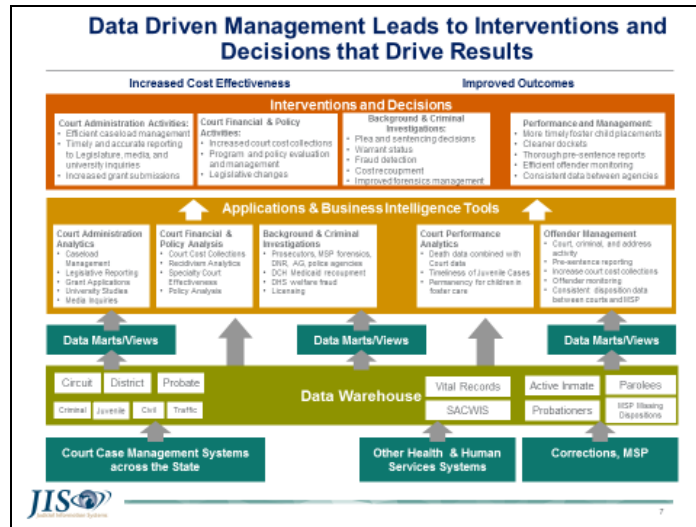 Data Driven Management Leads to Interventions and
Decisions that Drive Results
Increased Cost Effectiveness
Improved Outcomes
Interventions and Decisions
Court Administration Activities:
• Efficient caseload management
• Timely and accurate reporting
to Legislature, media, and
university inquiries
• Increased grant submissions
Court Financial & Policy
Activities:
• Increased court cost collections
• Program and policy evaluation
and management
• Legislative changes
Background & Criminal
Investigations:
• Plea and sentencing decisions
• Warrant status
• Fraud detection
• Cost recoupment
• Improved forensics management
Performance and Management:
• More timely foster child placements
• Cleaner dockets
• Thorough pre-sentence reports
• Efficient offender monitoring
• Consistent data between agencies
Applications & Business Intelligence Tools
Court Administration
Analytics
• Caseload
Management
• Legislative Reporting
• Grant Applications
• University Studies
• Media Inquiries
Court Financial &
Policy Analysis
• Court Cost Collections
• Recidivism Analytics
• Specialty Court
Effectiveness
• Policy Analysis
Background & Criminal
Investigations
• Prosecutors, MSP forensics,
DNR, AG, police agencies
• DCH Medicaid recoupment
• DHS welfare fraud
• Licensing
Court Performance
Analytics
• Death data combined with
Court data
• Timeliness of Juvenile Cases
• Permanency for children in
foster care
Offender Management
• Court, criminal, and address
activity
• Pre-sentence reporting
• Increase court cost collections
• Offender monitoring
• Consistent disposition data
between courts and MSP
Data Marts/Views
Data Marts/Views
Data Marts/Views
Circuit
District
Probate
Criminal
Juvenile
Civil
Traffic
Data Warehouse
Vital Records
SACWIS
Active Inmate
Parolees
Probationers
MSP Missing
Dispositions
Court Case Management Systems
across the State
Other Health & Human
Services Systems
Corrections, MSP
JIS
Judicial Information Systems
7